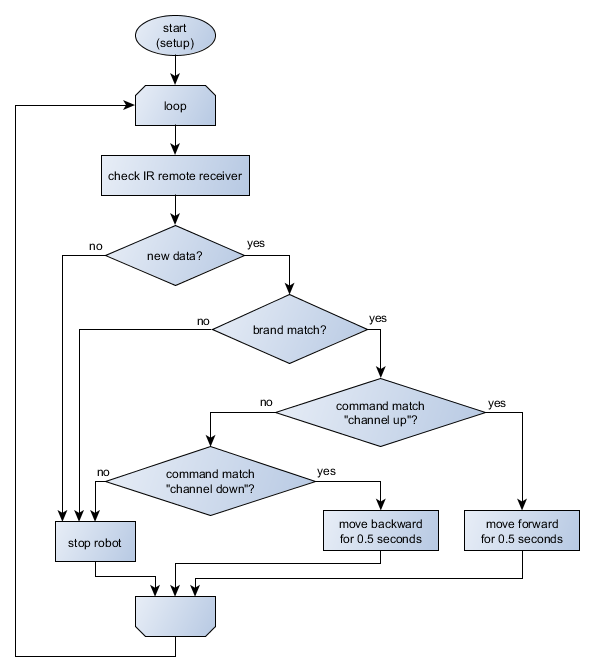 start
(setup)
loop
check IR remote receiver
no
new data?
yes
no
brand match?
yes
no
command match
"channel up"?
yes
no
command match
"channel down"?
yes
stop robot
move backward
for 0.5 seconds
move forward
for 0.5 seconds